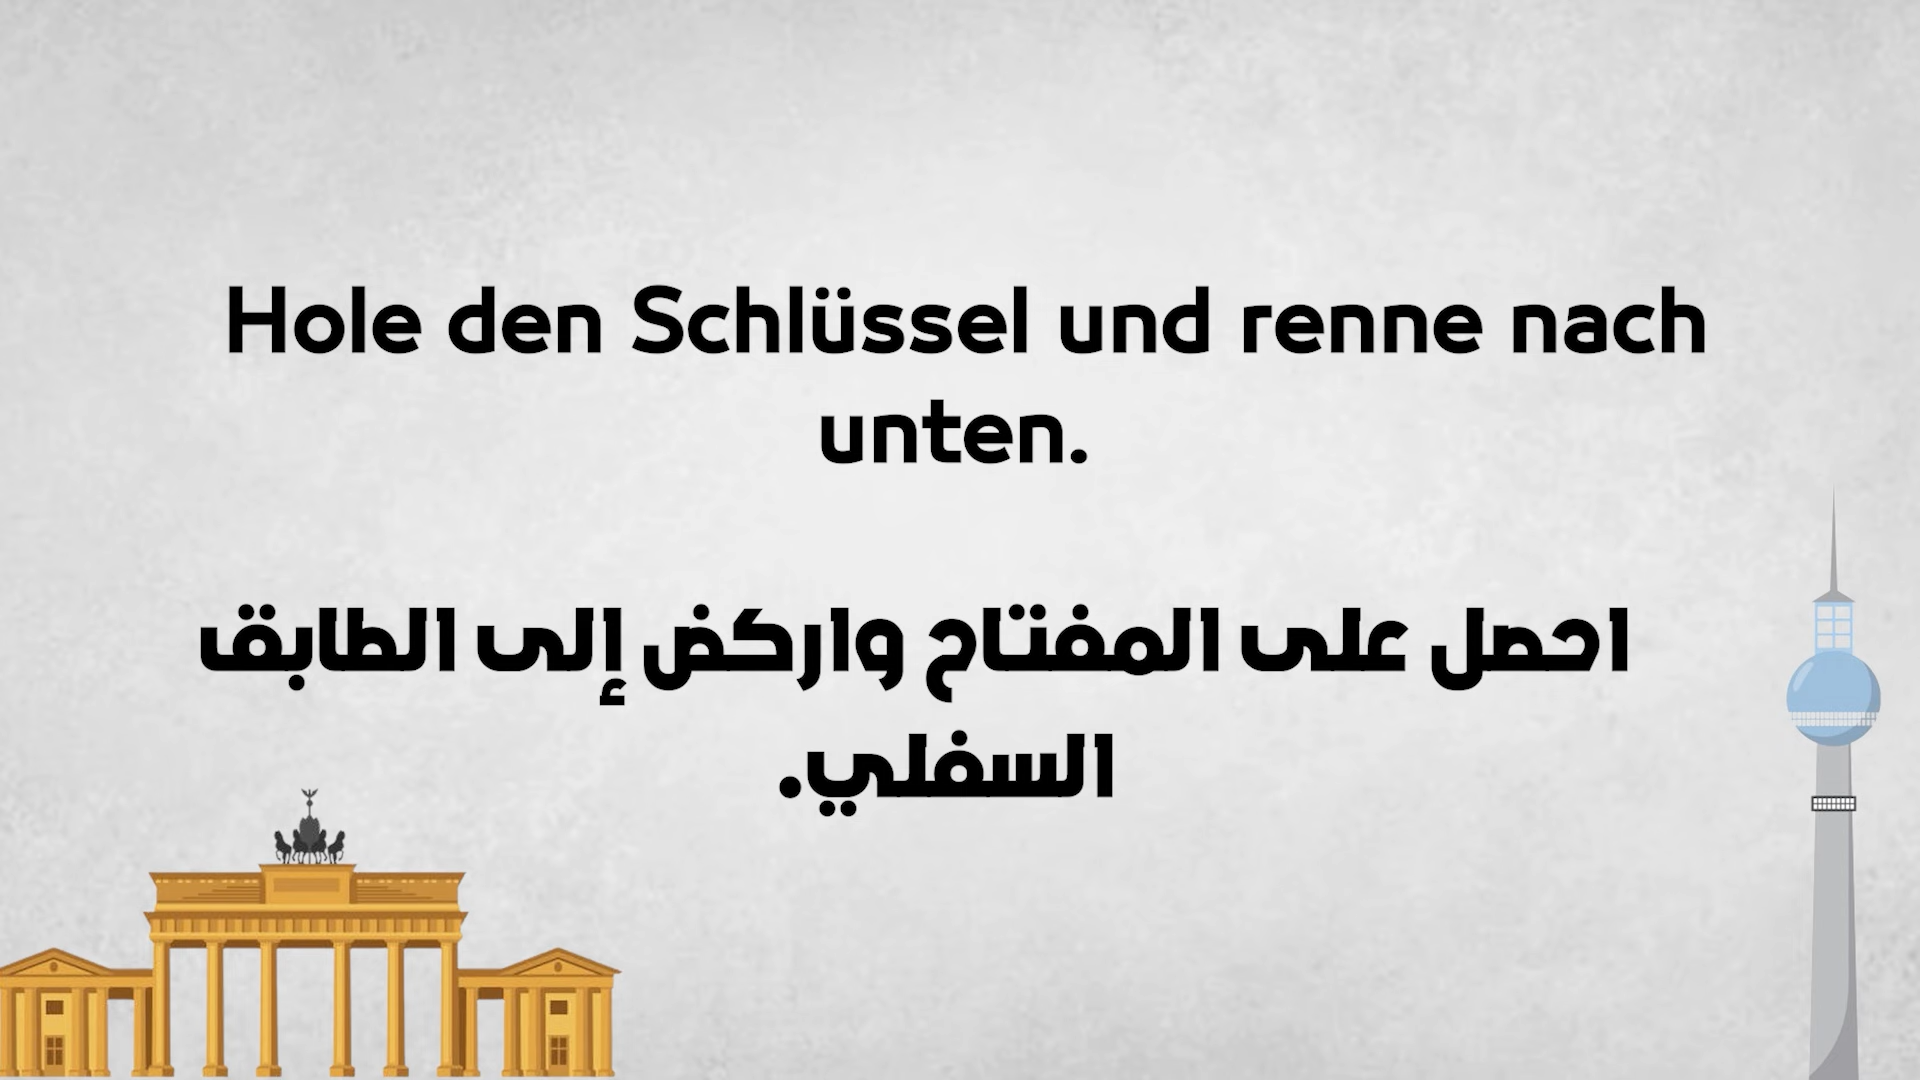 Hole den Schlüssel und renne nach
unten.
احصل على المفتاح واركض إلى الطابق
السفلي.